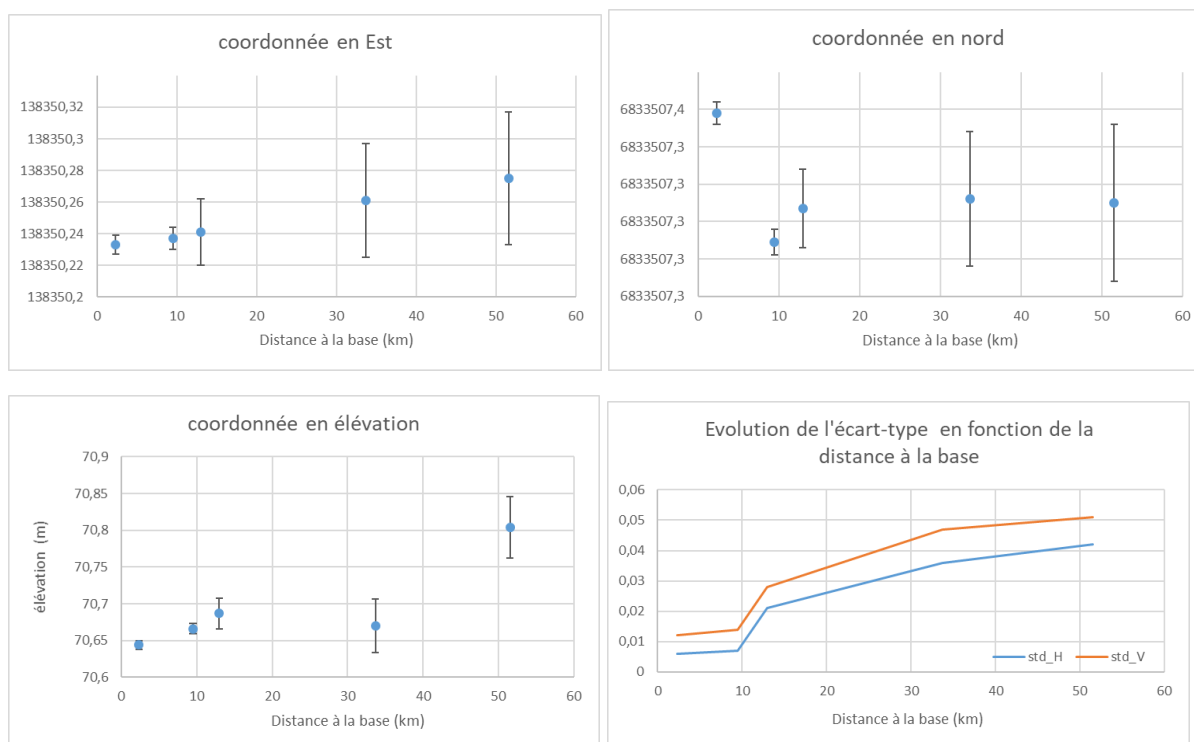 coordonnée en Est
138350,32
138350,3
138350,28
138350,26
138350,24
138350,22
138350,2
0 10 20 30 40 50 60
Distance à la base (km)
coordonnée en nord
6833507,4
6833507,3
6833507,3
6833507,3
6833507,3
6833507,3
0 10 20 30 40 50 60
Distance à la base (km)
coordonnée en élévation
élévation (m)
70,9
70,85
70,8
70,75
70,7
70,65
70,6
0 10 20 30 40 50 60
Distance à la base (km)
Evolution de l'écart-type en fonction de la
distance à la base
0,06
0,05
0,04
0,03
0,02
0,01
0
std_H std_V
0 10 20 30 40 50 60
Distance à la base (km)